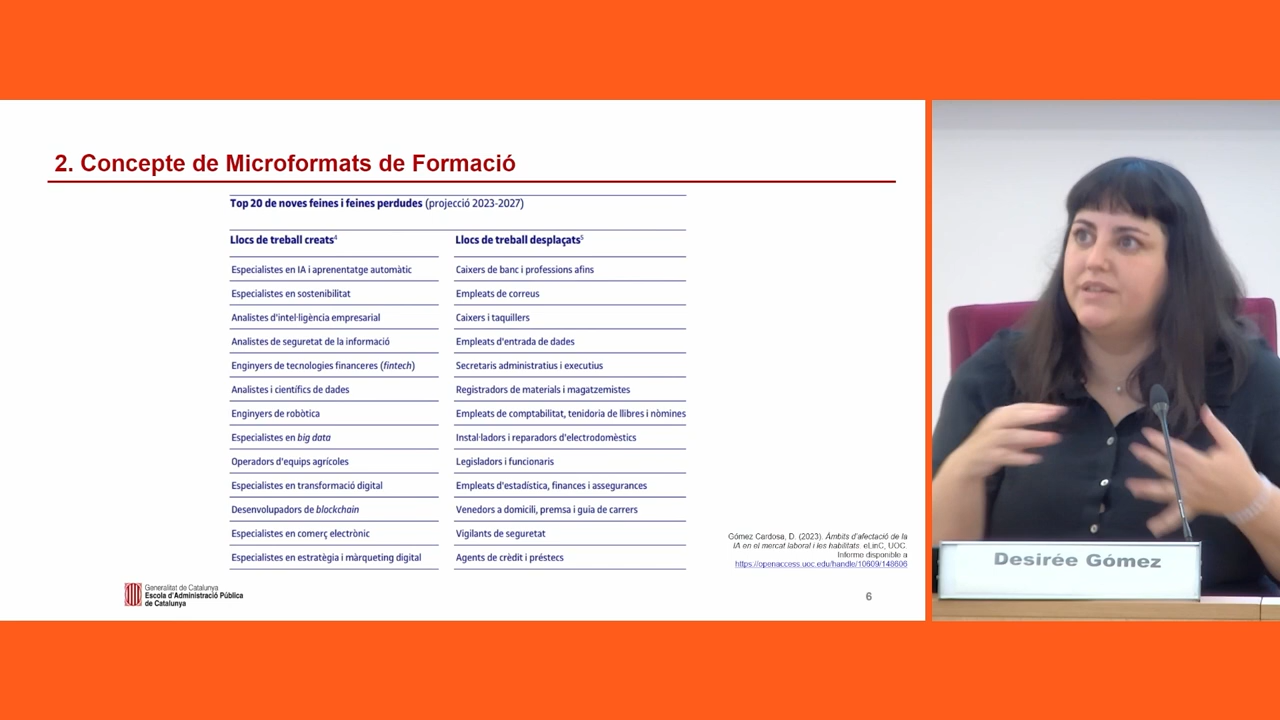 2. Concepte de Microformats de Formació
Top 20 de noves feines i feines perdudes (projecció 2023-2027)
Llocs de treball creats⁴
Llocs de treball desplaçats⁵
Especialistes en IA i aprenentatge automàtic
Caixers de banc i professions afins
Especialistes en sostenibilitat
Empleats de correus
Analistes d'intel·ligència empresarial
Caixers i taquillers
Analistes de seguretat de la informació
Empleats d'entrada de dades
Enginyers de tecnologies financeres (fintech)
Secretaris administratius i executius
Analistes i científics de dades
Registradors de materials i magatzemistes
Enginyers de robòtica
Empleats de comptabilitat, tenidoria de llibres i nòmines
Especialistes en big data
Instal·ladors i reparadors d'electrodomèstics
Operadors d'equips agrícoles
Legisladors i funcionaris
Especialistes en transformació digital
Empleats d'estadística, finances i assegurances
Desenvolupadors de blockchain
Venedors a domicili, premsa i guia de carrers
Especialistes en comerç electrònic
Vigilants de seguretat
Especialistes en estratègia i màrqueting digital
Agents de crèdit i préstecs
Gómez Cardosa, D. (2023). Àmbits d'afectació de la
IA en el mercat laboral i les habilitats. eLinC, UOC.
Informe disponible a
https://openaccess.uoc.edu/handle/10609/148606
Generalitat de Catalunya
Escola d'Administració Pública
de Catalunya
6
Desirée Gómez